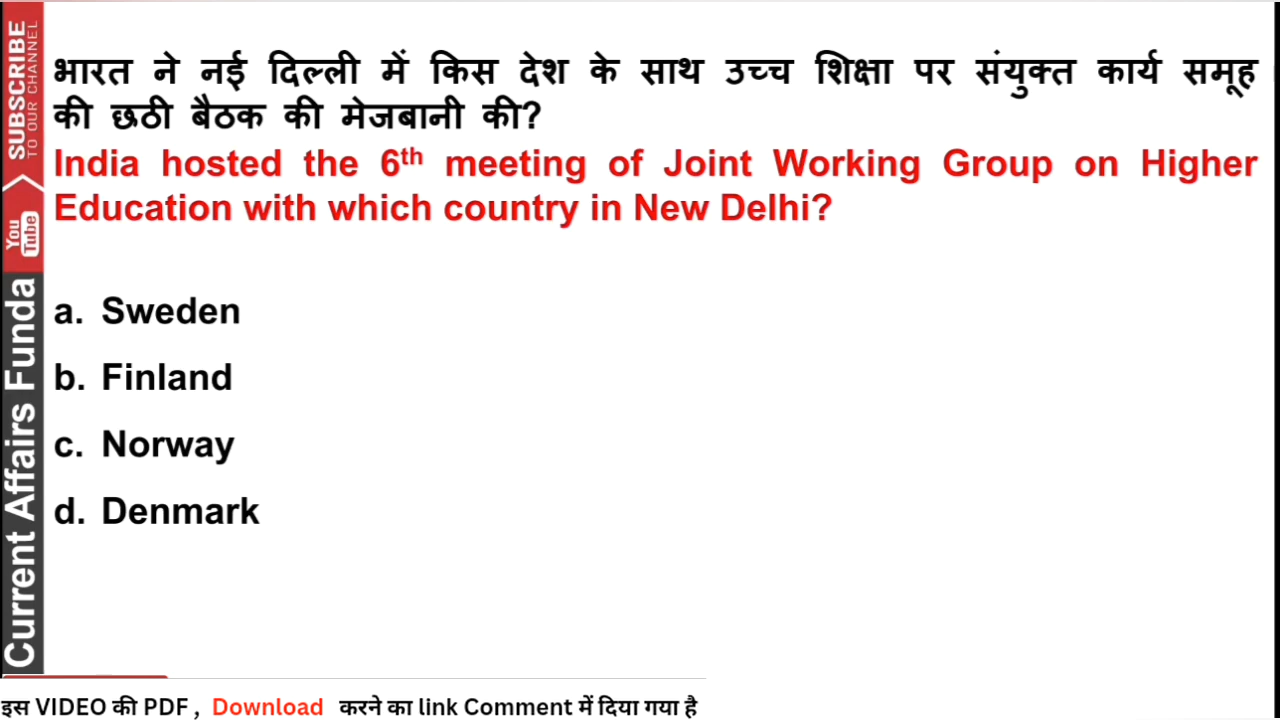 भारत ने नई दिल्ली में किस देश के साथ उच्च शिक्षा पर संयुक्त कार्य समूह
की छठी बैठक की मेजबानी की?
India hosted the 6th meeting of Joint Working Group on Higher
Education with which country in New Delhi?
a. Sweden
b. Finland
c. Norway
d. Denmark
SUBSCRIBE
TO OUR CHANNEL
You
Tube
Current Affairs Funda
इस VIDEO की PDF , Download करने का link Comment में दिया गया है